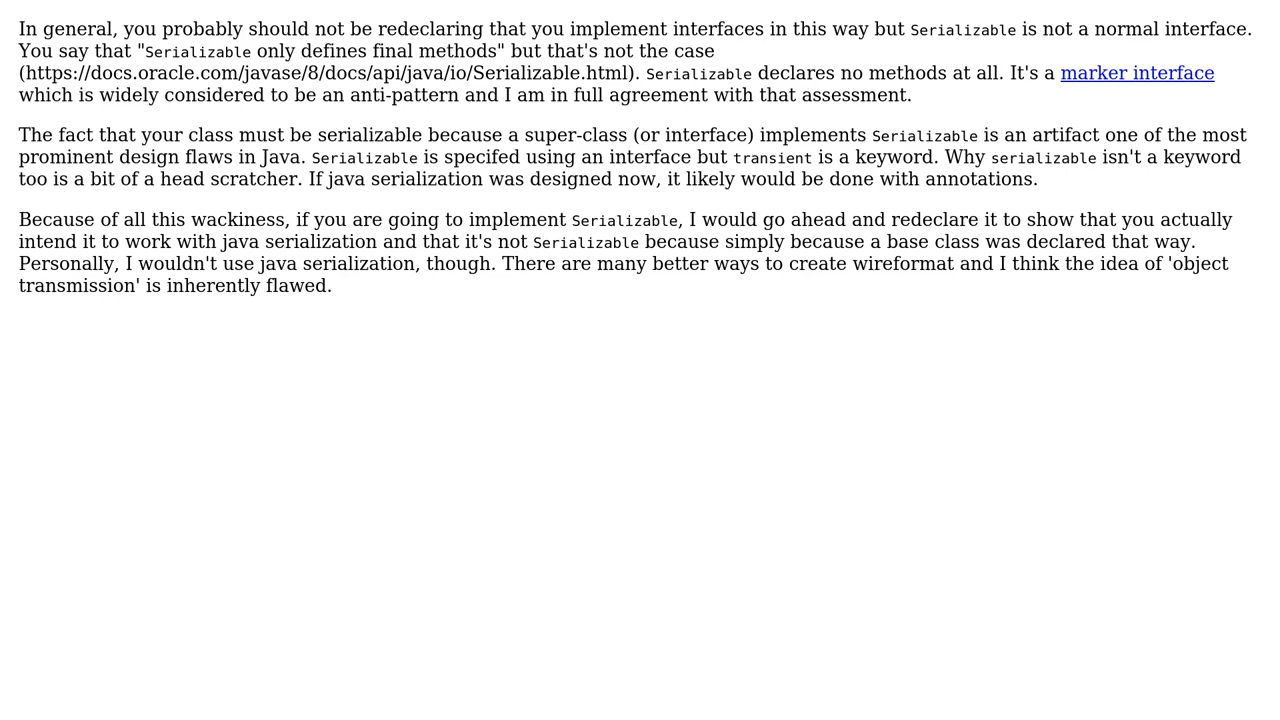 In general, you probably should not be redeclaring that you implement interfaces in this way but Serializable is not a normal interface.
You say that "Serializable only defines final methods" but that's not the case
(https://docs.oracle.com/javase/8/docs/api/java/io/Serializable.html). Serializable declares no methods at all. It's a marker interface
which is widely considered to be an anti-pattern and I am in full agreement with that assessment.
The fact that your class must be serializable because a super-class (or interface) implements Serializable is an artifact one of the most
prominent design flaws in Java. Serializable is specifed using an interface but transient is a keyword. Why serializable isn't a keyword
too is a bit of a head scratcher. If java serialization was designed now, it likely would be done with annotations.
Because of all this wackiness, if you are going to implement Serializable, I would go ahead and redeclare it to show that you actually
intend it to work with java serialization and that it's not Serializable because simply because a base class was declared that way.
Personally, I wouldn't use java serialization, though. There are many better ways to create wireformat and I think the idea of 'object
transmission' is inherently flawed.